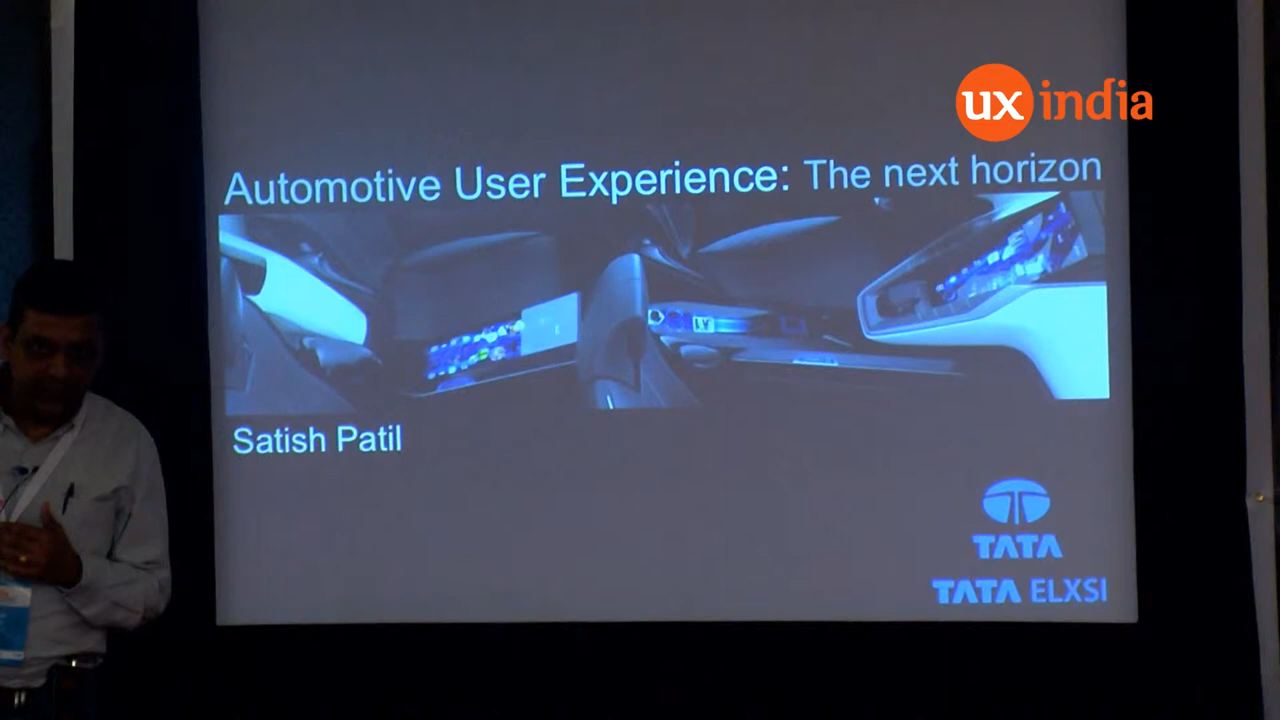 ux india
Automotive User Experience: The next horizon
Satish Patil
TATA
TATA ELXSI